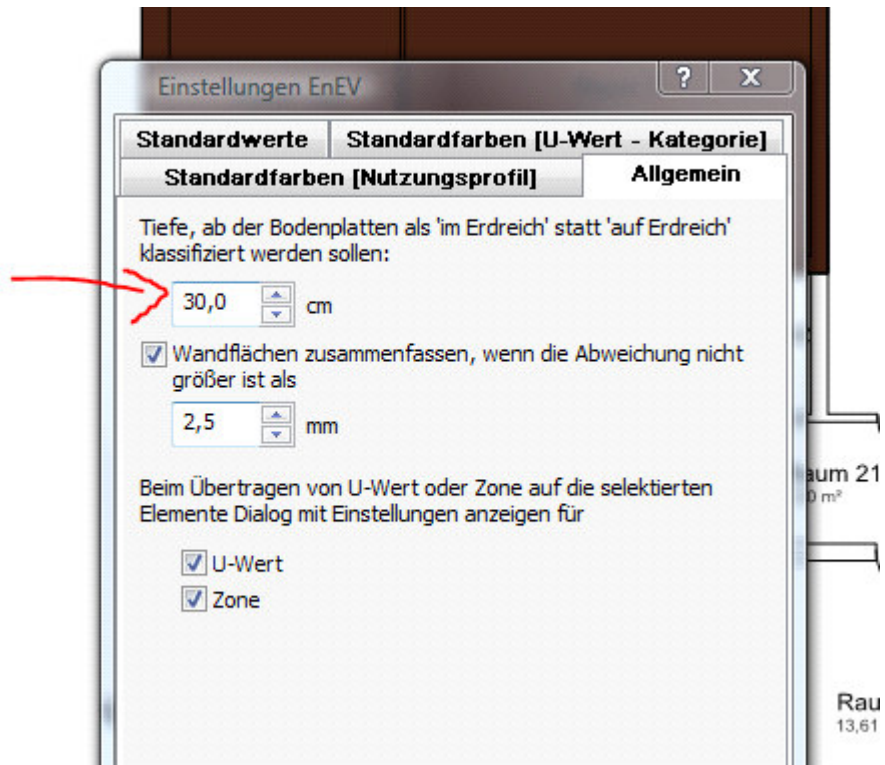 Einstellungen EnEV
Standardwerte
Standardfarben [U-Wert - Kategorie]
Standardfarben [Nutzungsprofil]
Allgemein
Tiefe, ab der Bodenplatten als 'im Erdreich' statt 'auf Erdreich'
klassifiziert werden sollen:
30,0 cm
Wandflächen zusammenfassen, wenn die Abweichung nicht
größer ist als
2,5 mm
Beim Übertragen von U-Wert oder Zone auf die selektierten
Elemente Dialog mit Einstellungen anzeigen für
U-Wert
Zone
aum 21
0 m²
Rau
13,61